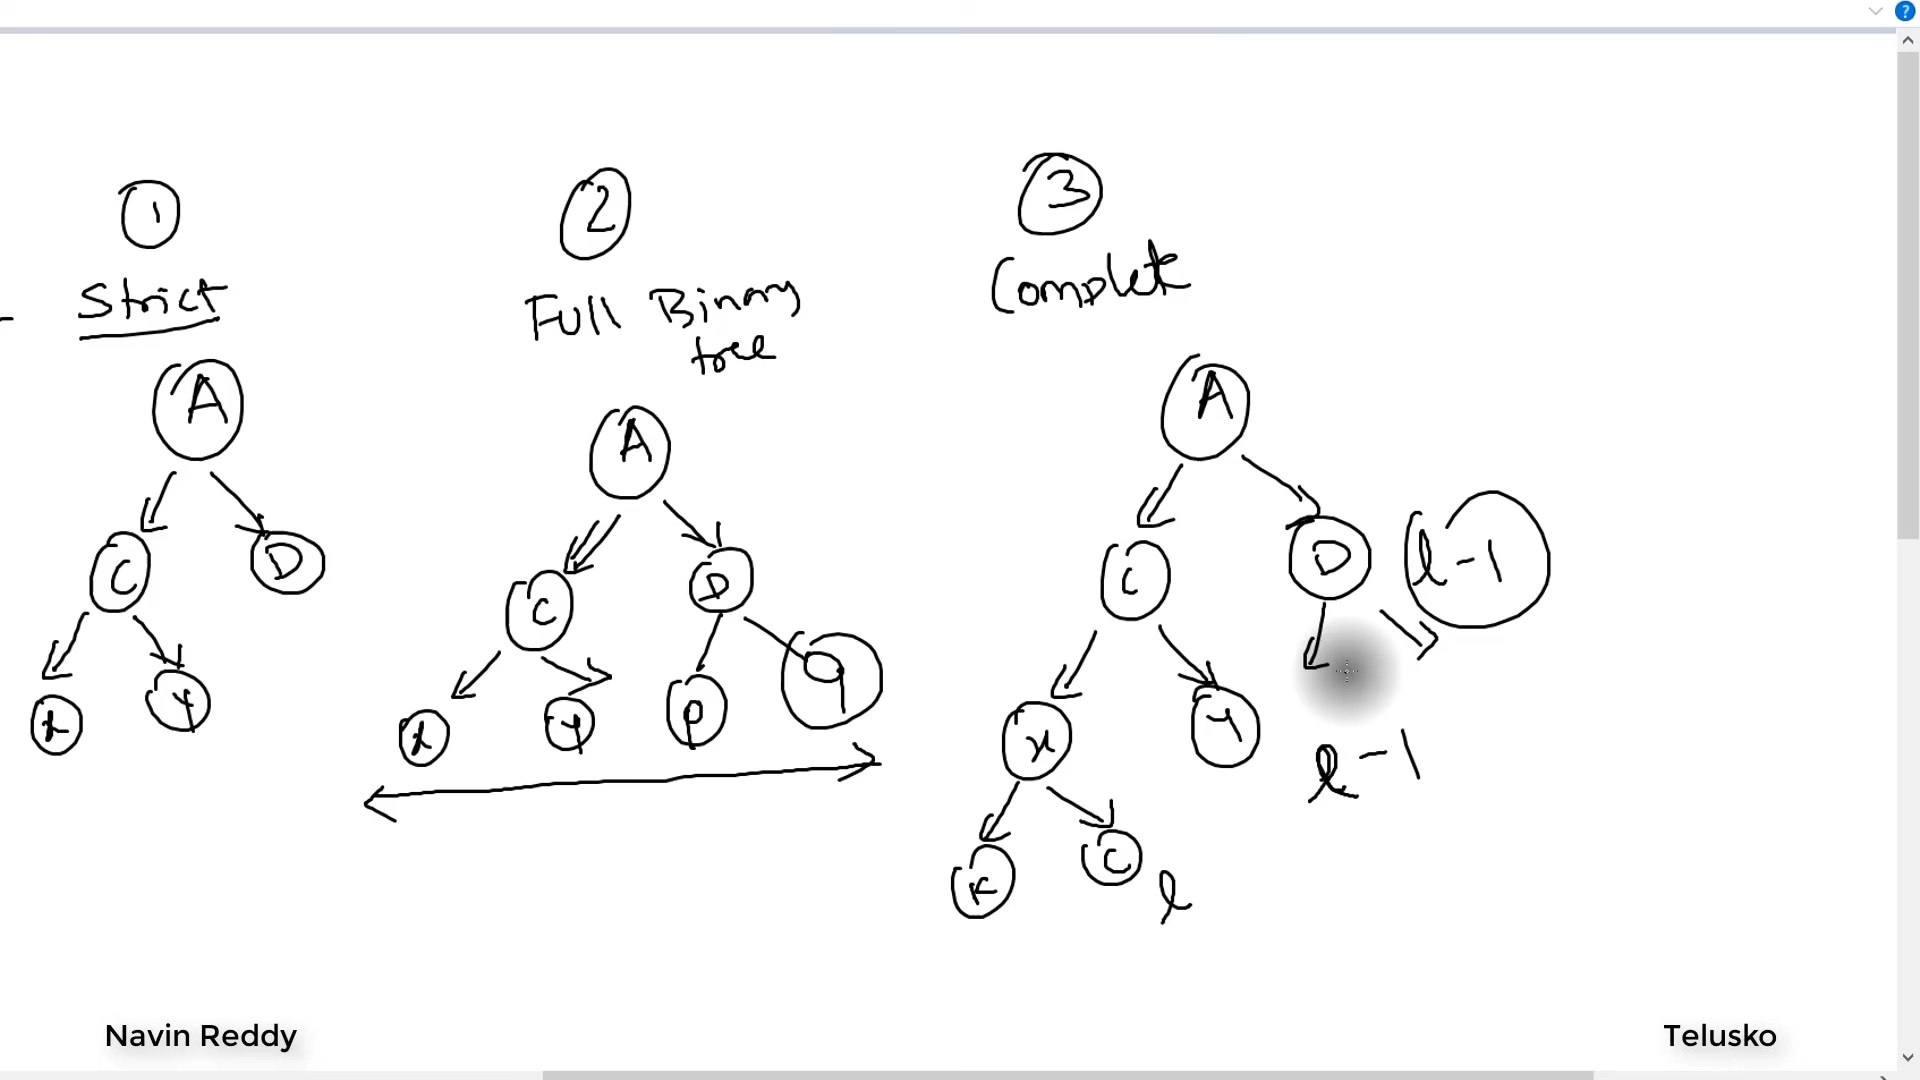 1
2
3
Strict
Full Binary
tree
Complete
A
A
A
C
D
C
D
C
D
l-1
x
y
x
y
p
q
x
y
l-1
K
C
l
Navin Reddy
Telusko